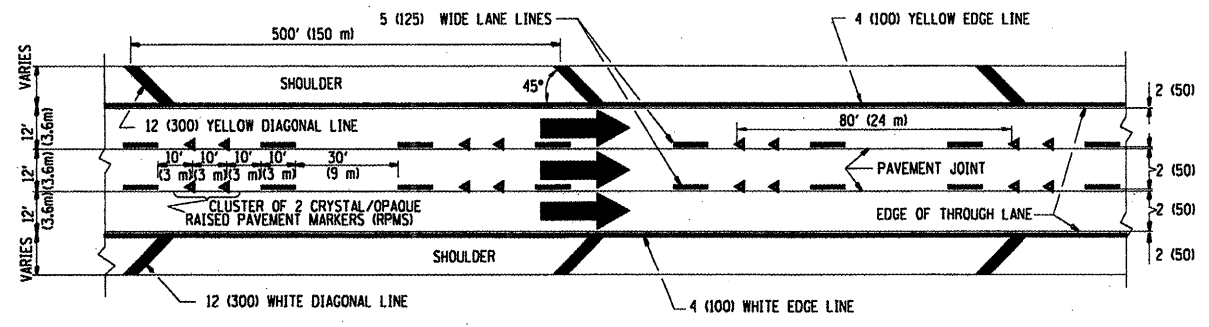 5 (125) WIDE LANE LINES
4 (100) YELLOW EDGE LINE
500' (150 m)
VARIES
SHOULDER
45°
2 (50)
12 (300) YELLOW DIAGONAL LINE
80' (24 m)
12'
(3.6m)
10'
(3 m)
10'
(3 m)
10'
(3 m)
10'
(3 m)
30'
(9 m)
PAVEMENT JOINT
2 (50)
12'
(3.6m)
CLUSTER OF 2 CRYSTAL/OPAQUE
RAISED PAVEMENT MARKERS (RPMS)
EDGE OF THROUGH LANE
2 (50)
12'
(3.6m)
VARIES
SHOULDER
2 (50)
12 (300) WHITE DIAGONAL LINE
4 (100) WHITE EDGE LINE